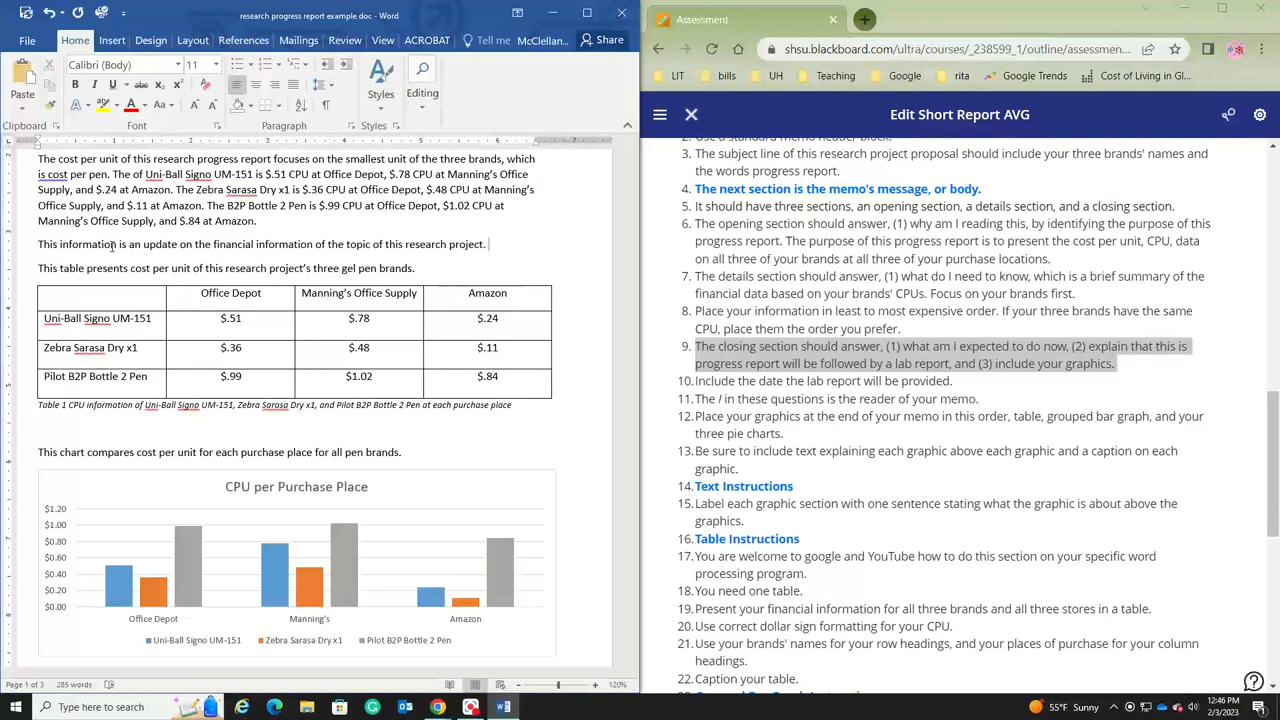 research progress report example doc - Word
File Home Insert Design Layout References Mailings Review View ACROBAT McClellan... Share
Paste
Clipboard
Calibri (Body) 11
B I U abc x₂ x²
A Aa A A
Font
Paragraph
Styles
Styles
Editing
The cost per unit of this research progress report focuses on the smallest unit of the three brands, which
is cost per pen. The of Uni-Ball Signo UM-151 is $.51 CPU at Office Depot, $.78 CPU at Manning's Office
Supply, and $.24 at Amazon. The Zebra Sarasa Dry x1 is $.36 CPU at Office Depot, $.48 CPU at Manning's
Office Supply, and $.11 at Amazon. The B2P Bottle 2 Pen is $.99 CPU at Office Depot, $1.02 CPU at
Manning's Office Supply, and $.84 at Amazon.
This information is an update on the financial information of the topic of this research project.
This table presents cost per unit of this research project's three gel pen brands.
Office Depot Manning's Office Supply Amazon
Uni-Ball Signo UM-151 $.51 $.78 $.24
Zebra Sarasa Dry x1 $.36 $.48 $.11
Pilot B2P Bottle 2 Pen $.99 $1.02 $.84
Table 1 CPU information of Uni-Ball Signo UM-151, Zebra Sarasa Dry x1, and Pilot B2P Bottle 2 Pen at each purchase place
This chart compares cost per unit for each purchase place for all pen brands.
CPU per Purchase Place
$1.20
$1.00
$0.80
$0.60
$0.40
$0.20
$0.00
Office Depot Manning's Amazon
Uni-Ball Signo UM-151 Zebra Sarasa Dry x1 Pilot B2P Bottle 2 Pen
Page 1 of 3 285 words 120%
Assessment
shsu.blackboard.com/ultra/courses/_238599_1/outline/assessmen...
LIT bills UH Teaching Google rita Google Trends Cost of Living in Gl...
Edit Short Report AVG
2. Use a standard memo header block.
3. The subject line of this research project proposal should include your three brands' names and
the words progress report.
4. The next section is the memo's message, or body.
5. It should have three sections, an opening section, a details section, and a closing section.
6. The opening section should answer, (1) why am I reading this, by identifying the purpose of this
progress report. The purpose of this progress report is to present the cost per unit, CPU, data
on all three of your brands at all three of your purchase locations.
7. The details section should answer, (1) what do I need to know, which is a brief summary of the
financial data based on your brands' CPUs. Focus on your brands first.
8. Place your information in least to most expensive order. If your three brands have the same
CPU, place them the order you prefer.
9. The closing section should answer, (1) what am I expected to do now, (2) explain that this is
progress report will be followed by a lab report, and (3) include your graphics.
10. Include the date the lab report will be provided.
11. The I in these questions is the reader of your memo.
12. Place your graphics at the end of your memo in this order, table, grouped bar graph, and your
three pie charts.
13. Be sure to include text explaining each graphic above each graphic and a caption on each
graphic.
14. Text Instructions
15. Label each graphic section with one sentence stating what the graphic is about above the
graphics.
16. Table Instructions
17. You are welcome to google and YouTube how to do this section on your specific word
processing program.
18. You need one table.
19. Present your financial information for all three brands and all three stores in a table.
20. Use correct dollar sign formatting for your CPU.
21. Use your brands' names for your row headings, and your places of purchase for your column
headings.
22. Caption your table.
Type here to search
55°F Sunny
12:46 PM
2/3/2023